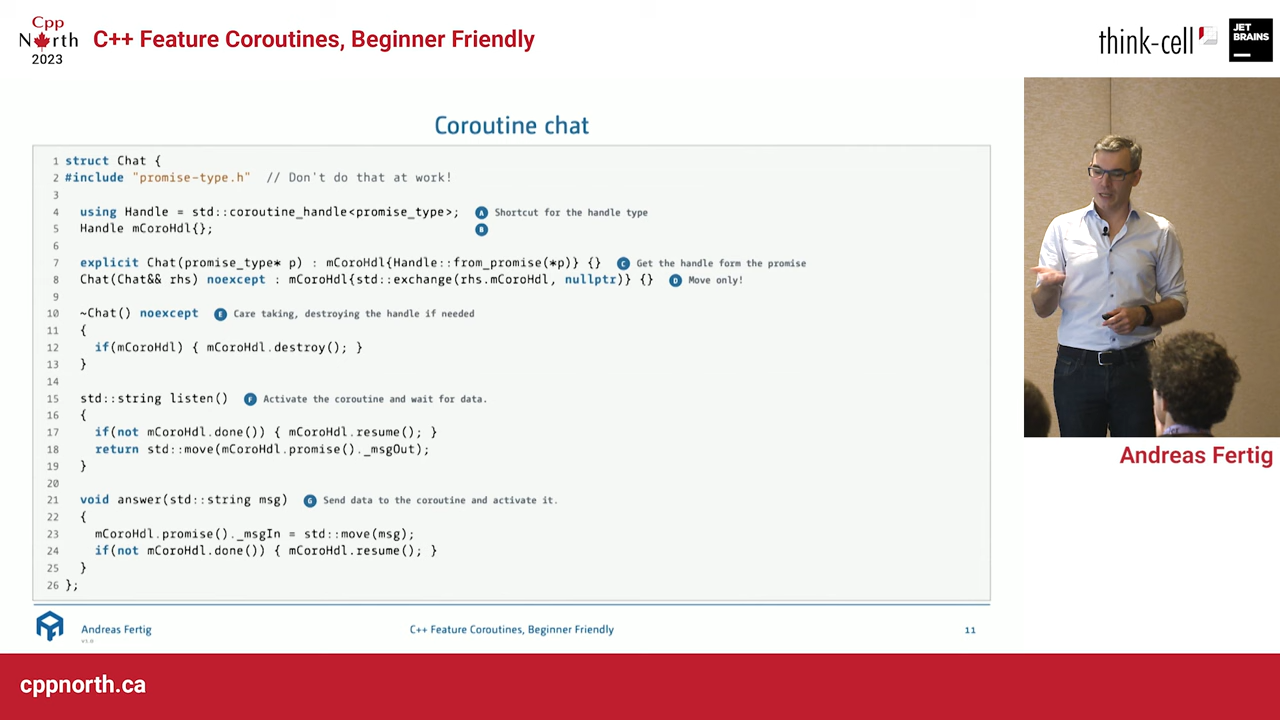 Cpp
North
2023
C++ Feature Coroutines, Beginner Friendly
think-cell
JET
BRAINS
Coroutine chat
1 struct Chat {
2 #include "promise-type.h"  // Don't do that at work!
3
4 using Handle = std::coroutine_handle<promise_type>; A Shortcut for the handle type
5 Handle mCoroHdl{}; B
6
7 explicit Chat(promise_type* p) : mCoroHdl{Handle::from_promise(*p)} {} C Get the handle form the promise
8 Chat(Chat&& rhs) noexcept : mCoroHdl{std::exchange(rhs.mCoroHdl, nullptr)} {} D Move only!
9
10 ~Chat() noexcept E Care taking, destroying the handle if needed
11 {
12 if(mCoroHdl) { mCoroHdl.destroy(); }
13 }
14
15 std::string listen() F Activate the coroutine and wait for data.
16 {
17 if(not mCoroHdl.done()) { mCoroHdl.resume(); }
18 return std::move(mCoroHdl.promise()._msgOut);
19 }
20
21 void answer(std::string msg) G Send data to the coroutine and activate it.
22 {
23 mCoroHdl.promise()._msgIn = std::move(msg);
24 if(not mCoroHdl.done()) { mCoroHdl.resume(); }
25 }
26 };
Andreas Fertig
v1.0
C++ Feature Coroutines, Beginner Friendly
11
Andreas Fertig
cppnorth.ca